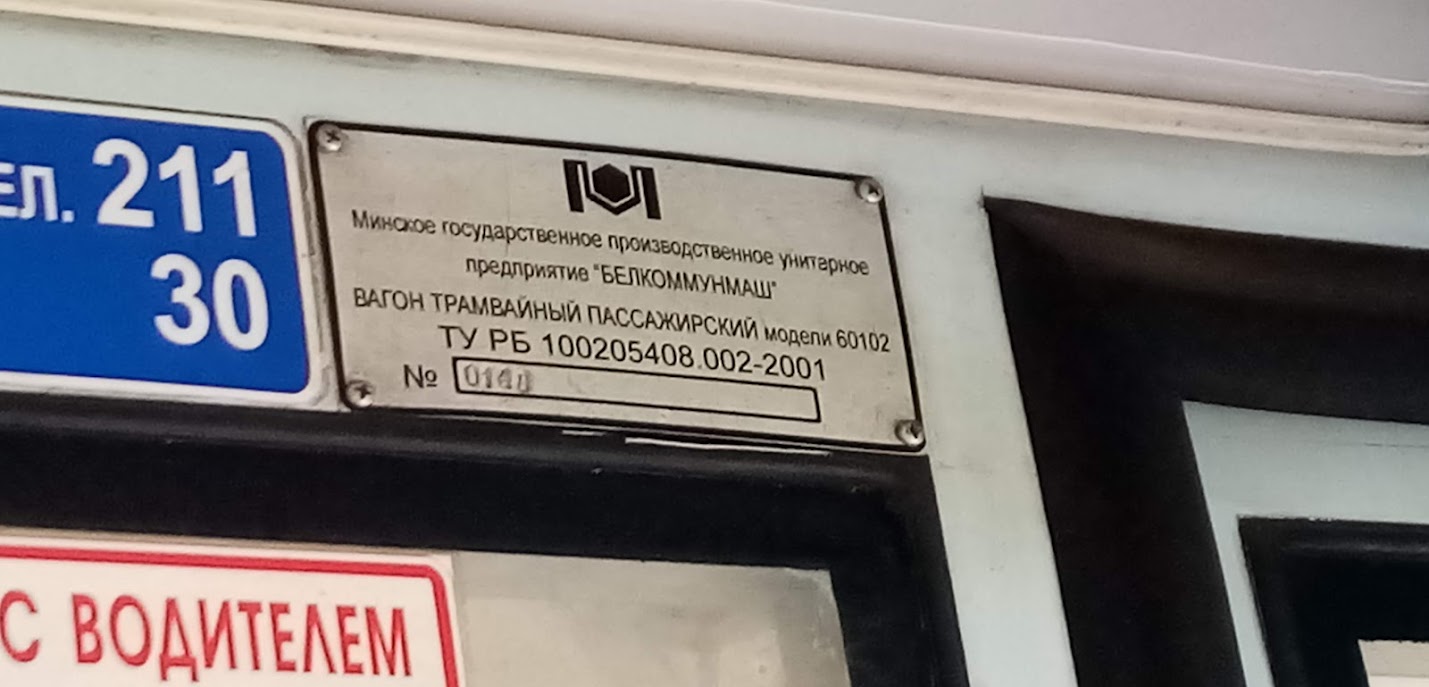 ЕЛ. 211
30
Минское государственное производственное унитарное
предприятие "БЕЛКОММУНМАШ"
ВАГОН ТРАМВАЙНЫЙ ПАССАЖИРСКИЙ модели 60102
ТУ РБ 100205408.002-2001
№
С ВОДИТЕЛЕМ